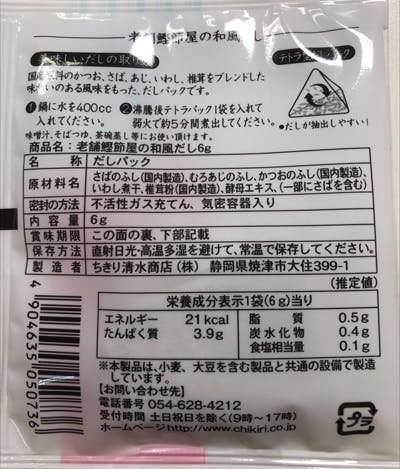 老舗鰹節屋の和風だし
美味しいだしの取り方
テトラ型パック
国産原料のかつお、さば、あじ、いわし、椎茸をブレンドした
味わいのある風味をもった、だしパックです。
①鍋に水を400cc
入れてください。
②沸騰後テトラパック1袋を入れて
弱火で約5分間煮出してください。
●だしが抽出しやすい!
味噌汁、そばつゆ、茶碗蒸し等にお使いください。
商品名:老舗鰹節屋の和風だし6g
名称 だしパック
原材料名 さばのふし(国内製造)、むろあじのふし、かつおのふし(国内製造)、
いわし煮干、椎茸粉(国内製造)、酵母エキス、(一部にさばを含む)
密封の方法 不活性ガス充てん、気密容器入り
内容量 6g
賞味期限 この面の裏、下部記載
保存方法 直射日光・高温多湿を避けて、常温で保存してください。
製造者 ちきり清水商店(株) 静岡県焼津市大住399-1
(推定値)
栄養成分表示1袋(6g)当り
エネルギー 21kcal
たんぱく質 3.9g
脂質 0.5g
炭水化物 0.4g
食塩相当量 0.1g
※本製品は、小麦、大豆を含む製品と共通の設備で製造
しています。
【お問い合わせ先】
電話番号 054-628-4212
受付時間 土日祝日を除く(9時〜17時)
ホームページhttp://www.chikiri.co.jp
4 904635 050736
プラ